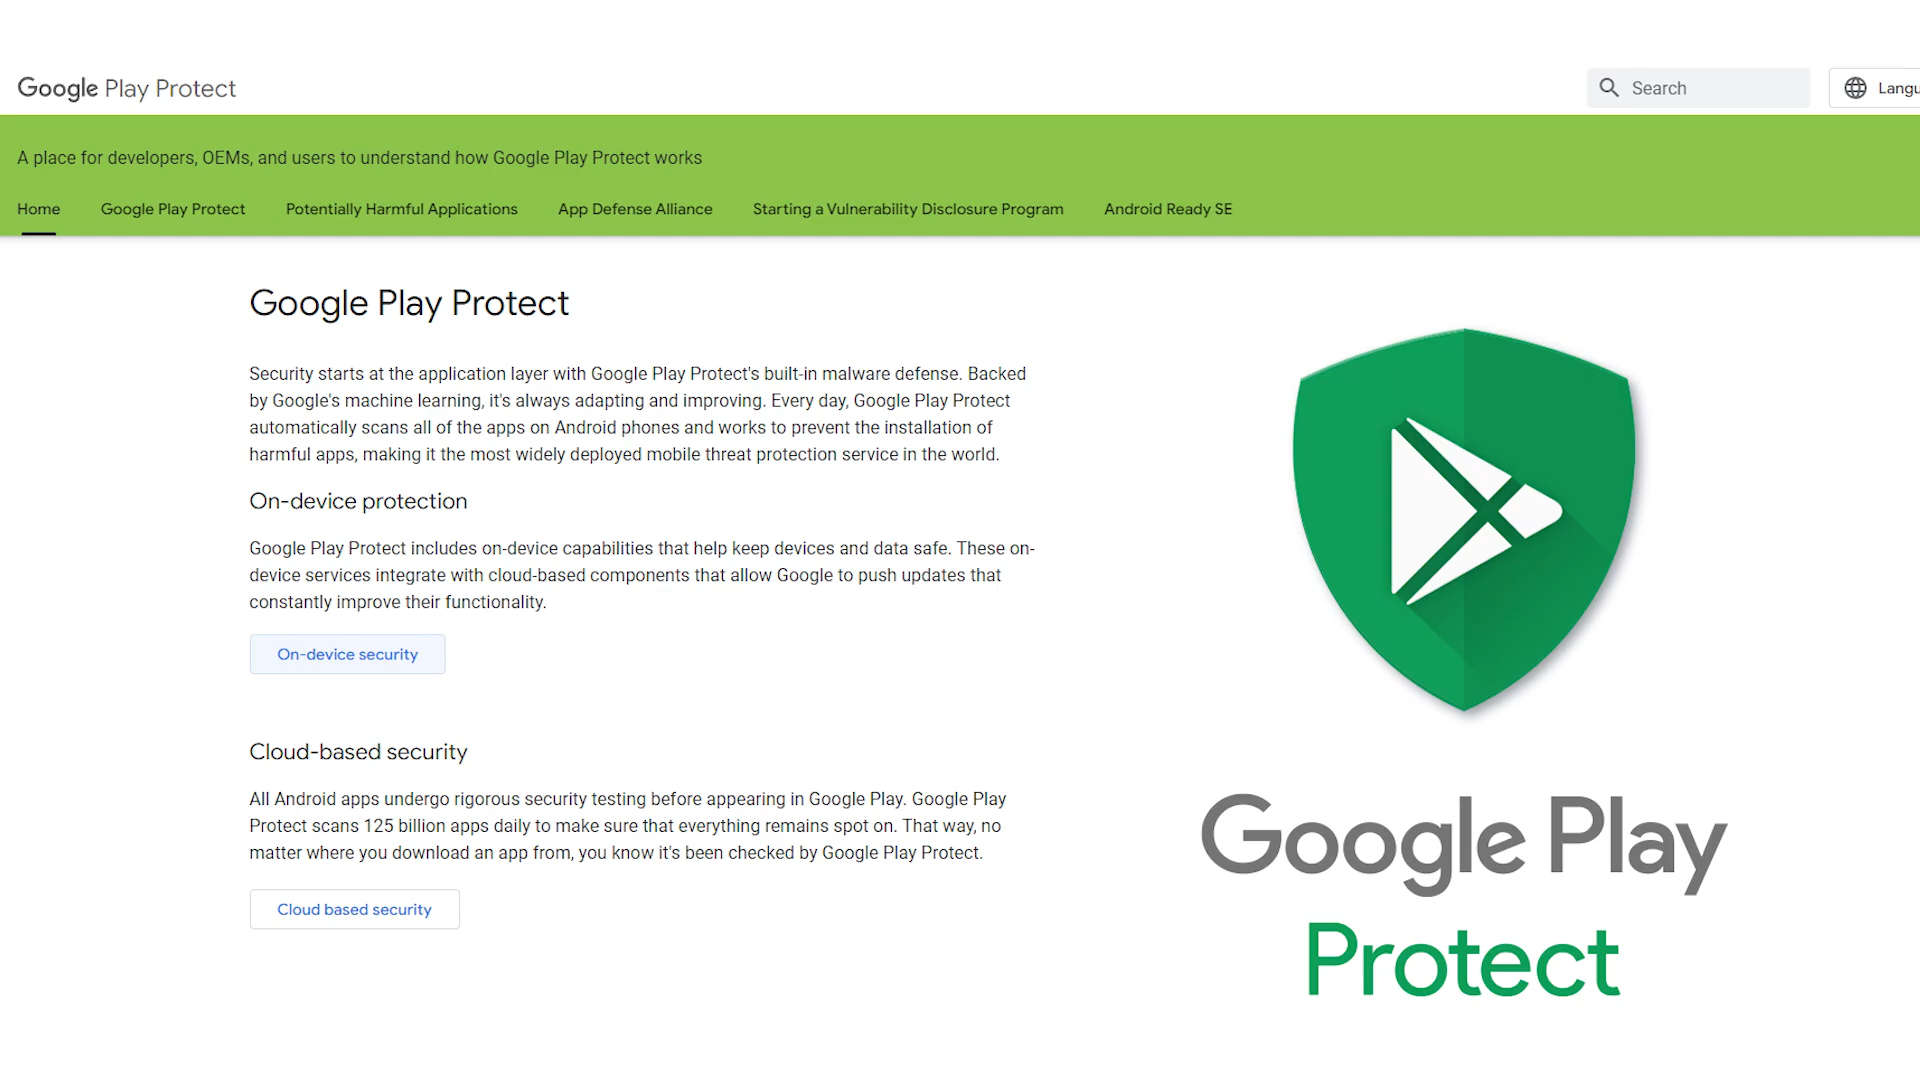 Google Play Protect
Search
Langu
A place for developers, OEMs, and users to understand how Google Play Protect works
Home
Google Play Protect
Potentially Harmful Applications
App Defense Alliance
Starting a Vulnerability Disclosure Program
Android Ready SE
Google Play Protect
Security starts at the application layer with Google Play Protect's built-in malware defense. Backed
by Google's machine learning, it's always adapting and improving. Every day, Google Play Protect
automatically scans all of the apps on Android phones and works to prevent the installation of
harmful apps, making it the most widely deployed mobile threat protection service in the world.
On-device protection
Google Play Protect includes on-device capabilities that help keep devices and data safe. These on-
device services integrate with cloud-based components that allow Google to push updates that
constantly improve their functionality.
On-device security
Cloud-based security
All Android apps undergo rigorous security testing before appearing in Google Play. Google Play
Protect scans 125 billion apps daily to make sure that everything remains spot on. That way, no
matter where you download an app from, you know it's been checked by Google Play Protect.
Cloud based security
Google Play
Protect